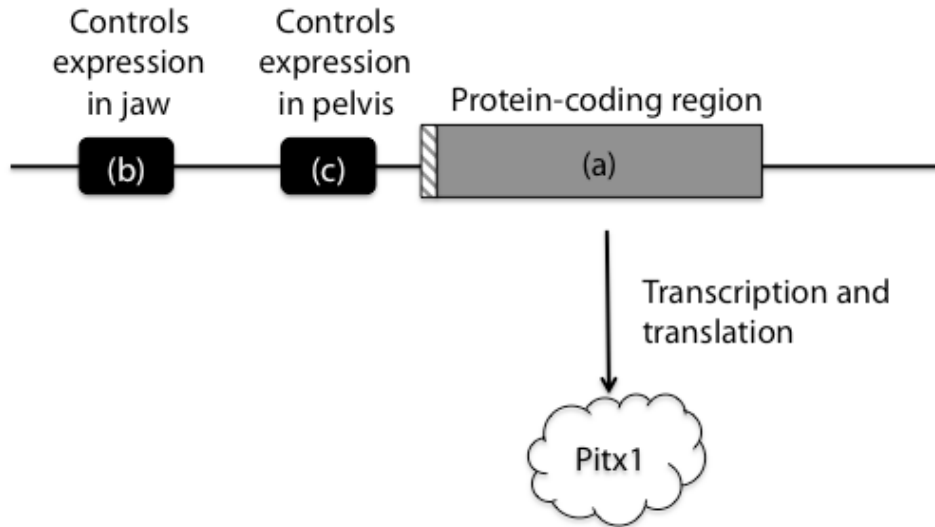 Controls
expression
in jaw
Controls
expression
in pelvis
Protein-coding region
(b)
(c)
(a)
Transcription and
translation
Pitx1